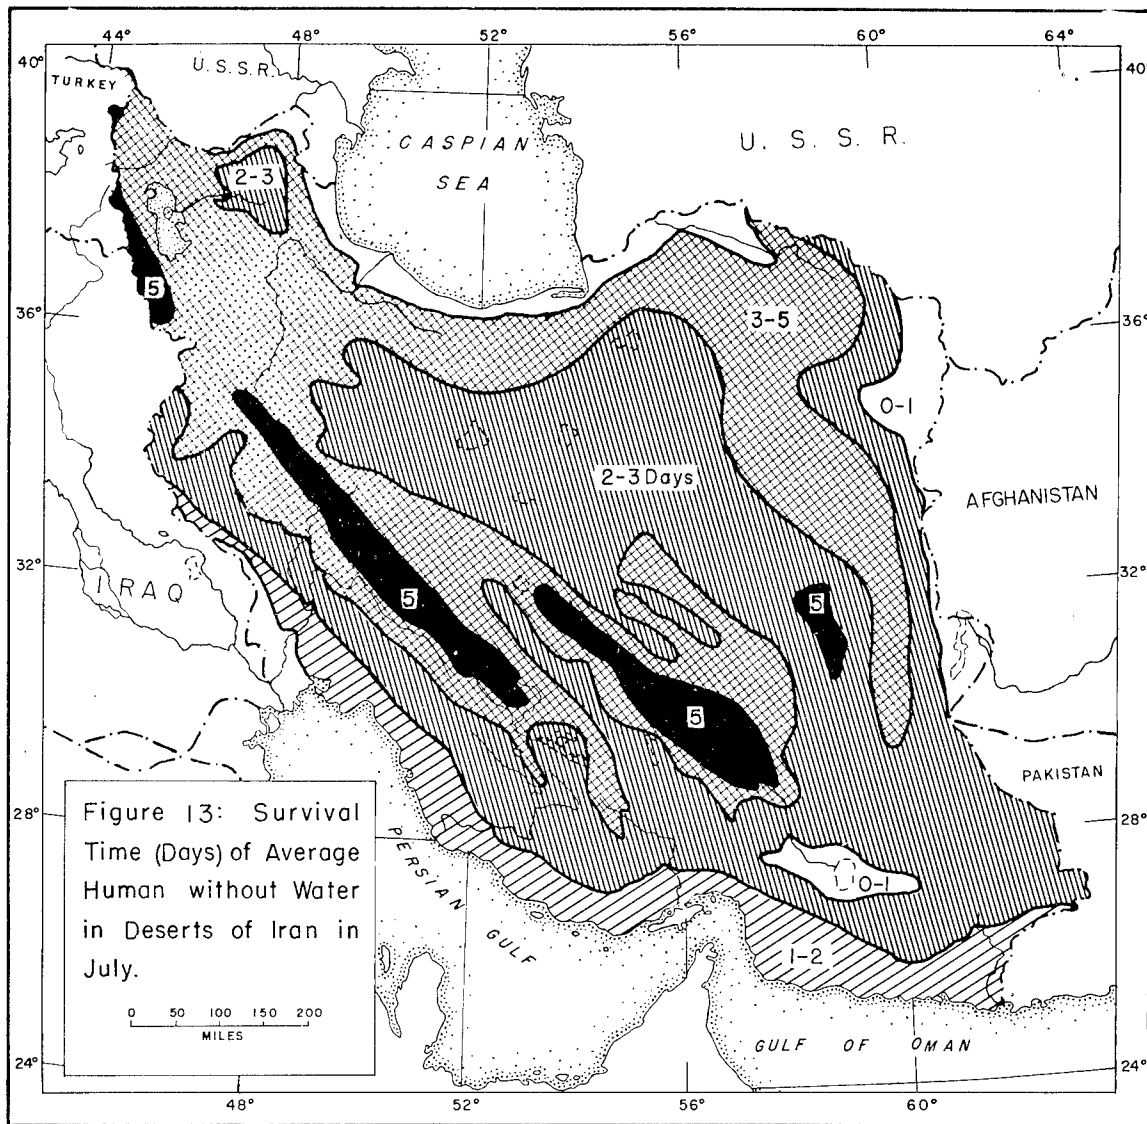 44° 48° 52° 56° 60° 64°
40° 40°
TURKEY
U.S.S.R.
CASPIAN
SEA
U. S. S. R.
2-3
5
36° 36°
3-5
0-1
2-3 Days
AFGHANISTAN
32° 32°
IRAQ
5
5
5
PAKISTAN
28° 28°
Figure 13: Survival
Time (Days) of Average
Human without Water
in Deserts of Iran in
July.
0 50 100 150 200
MILES
PERSIAN
GULF
0-1
1-2
GULF OF OMAN
24° 24°
48° 52° 56° 60°